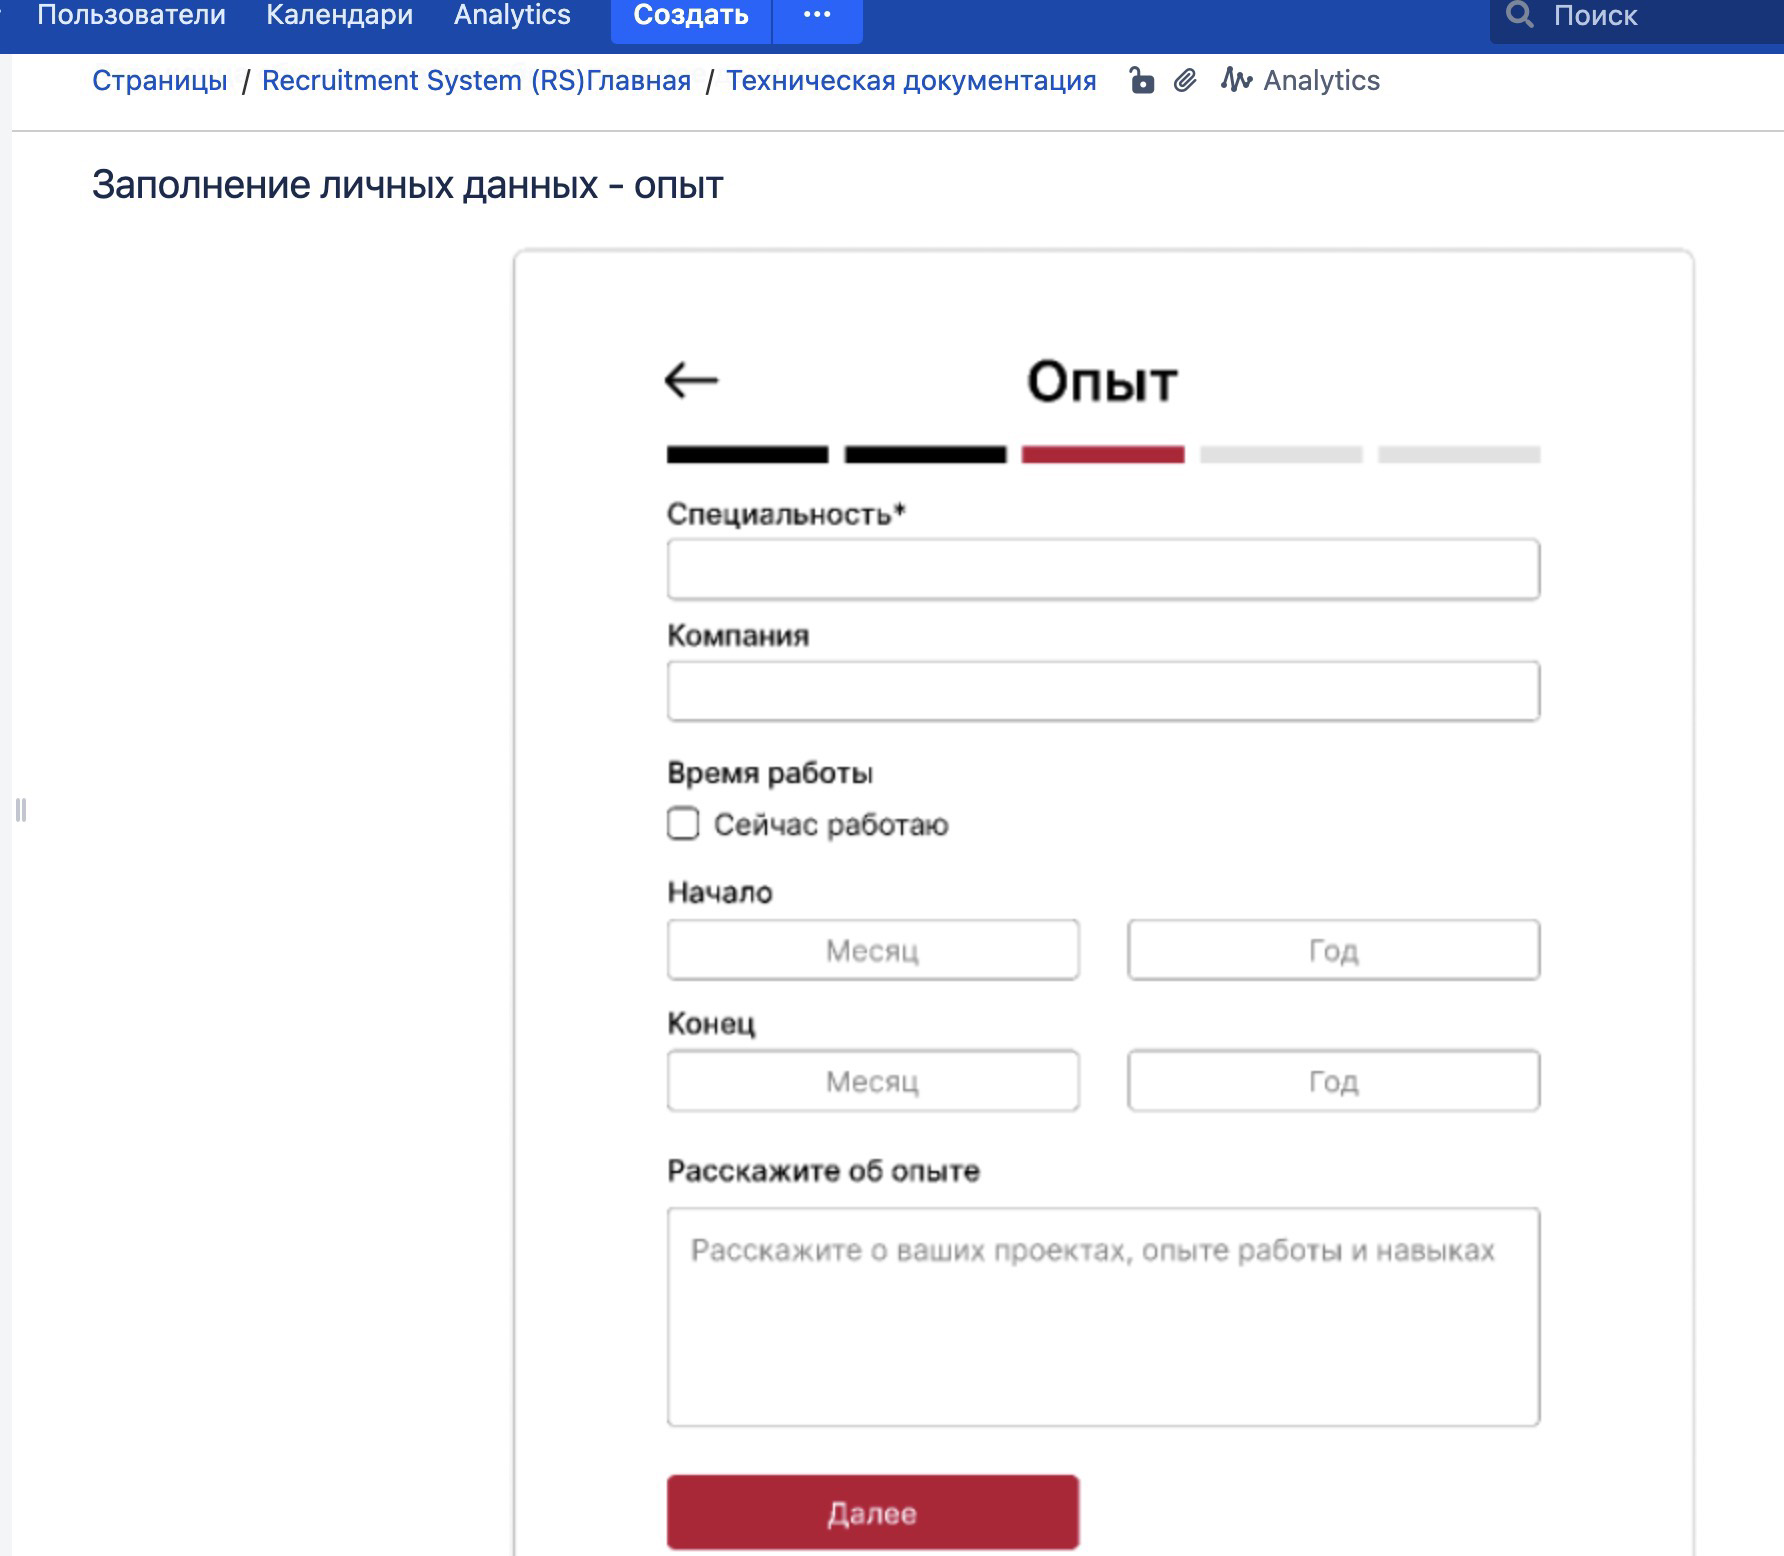 Пользователи Календари Analytics Создать ••• Поиск
Страницы / Recruitment System (RS)Главная / Техническая документация Analytics
Заполнение личных данных - опыт
Опыт
Специальность*
Компания
Время работы
Сейчас работаю
Начало
Месяц Год
Конец
Месяц Год
Расскажите об опыте
Расскажите о ваших проектах, опыте работы и навыках
Далее